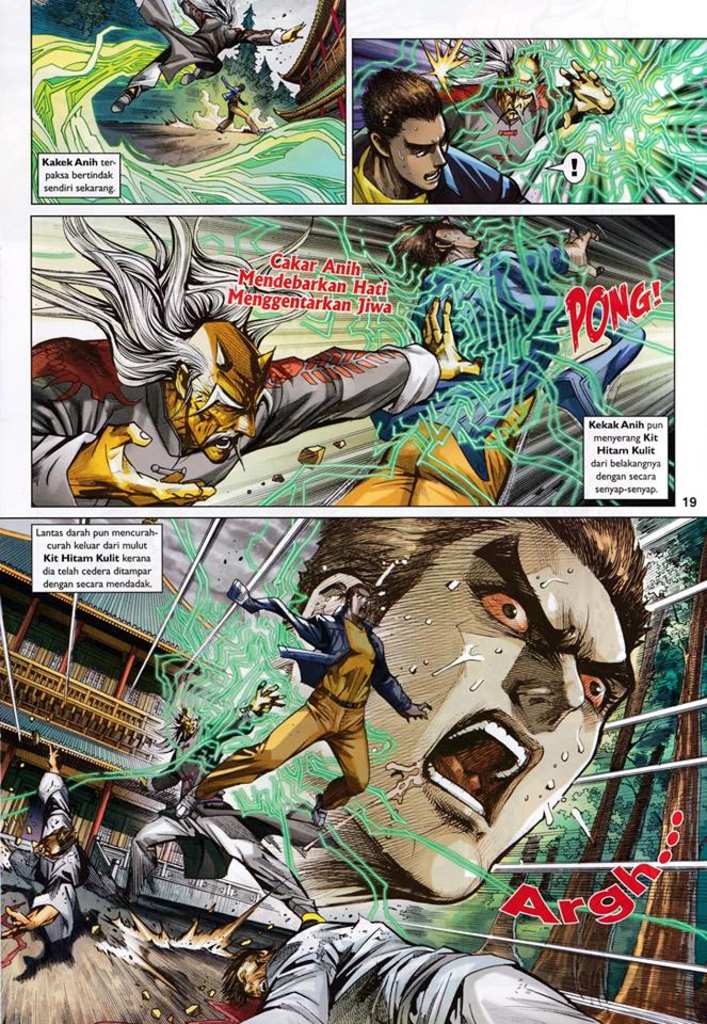 Kakek Anih ter-
paksa bertindak
sendiri sekarang.
!
Cakar Anih
Mendebarkan Hati
Menggentarkan Jiwa
PONG!
Kekak Anih pun
menyerang Kit
Hitam Kulit
dari belakangnya
dengan secara
senyap-senyap.
19
Lantas darah pun mencurah-
curah keluar dari mulut
Kit Hitam Kulit kerana
dia telah cedera ditampar
dengan secara mendadak.
Argh...